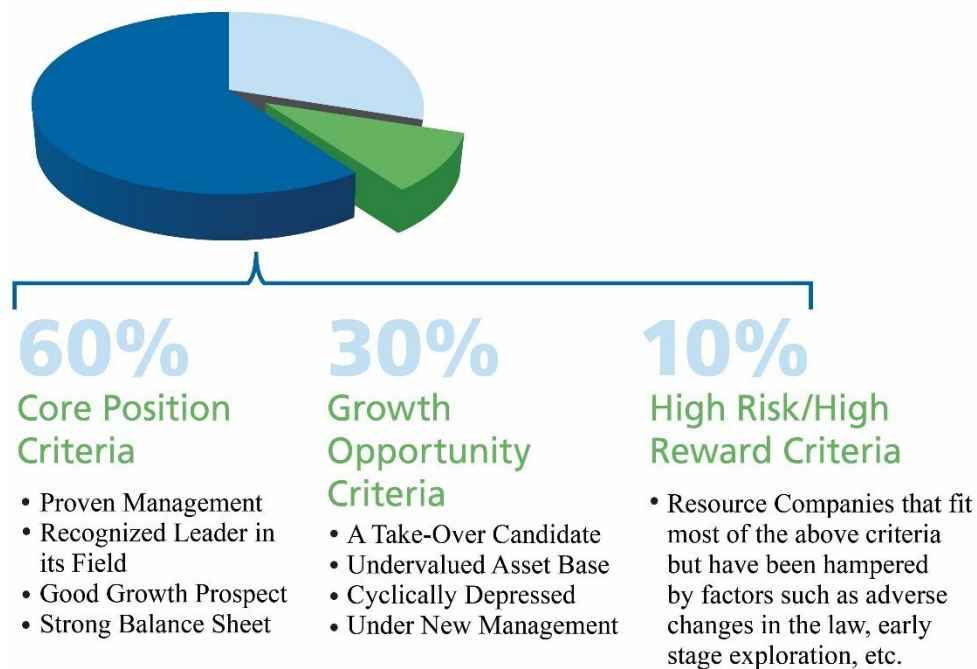 60%
Core Position
Criteria
• Proven Management
• Recognized Leader in
its Field
• Good Growth Prospect
• Strong Balance Sheet
30%
Growth
Opportunity
Criteria
• A Take-Over Candidate
• Undervalued Asset Base
• Cyclically Depressed
• Under New Management
10%
High Risk/High
Reward Criteria
• Resource Companies that fit
most of the above criteria
but have been hampered
by factors such as adverse
changes in the law, early
stage exploration, etc.